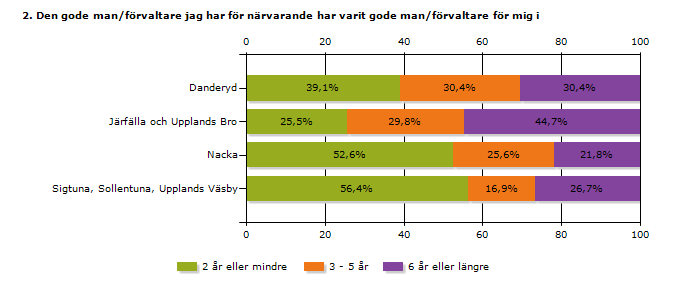 2. Den gode man/förvaltare jag har för närvarande har varit gode man/förvaltare för mig i
0 20 40 60 80 100
Danderyd 39,1% 30,4% 30,4%
Järfälla och Upplands Bro 25,5% 29,8% 44,7%
Nacka 52,6% 25,6% 21,8%
Sigtuna, Sollentuna, Upplands Väsby 56,4% 16,9% 26,7%
0 20 40 60 80 100
2 år eller mindre 3 - 5 år 6 år eller längre